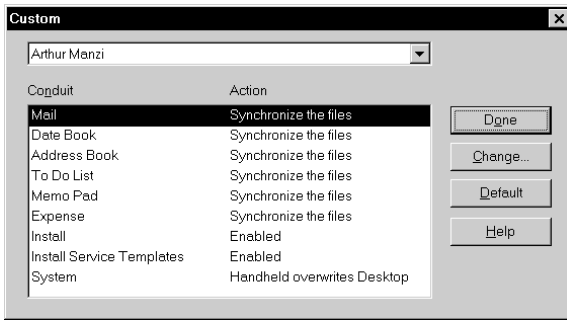 Custom
Arthur Manzi
Conduit Action
Mail Synchronize the files
Date Book Synchronize the files
Address Book Synchronize the files
To Do List Synchronize the files
Memo Pad Synchronize the files
Expense Synchronize the files
Install Enabled
Install Service Templates Enabled
System Handheld overwrites Desktop
Done
Change...
Default
Help